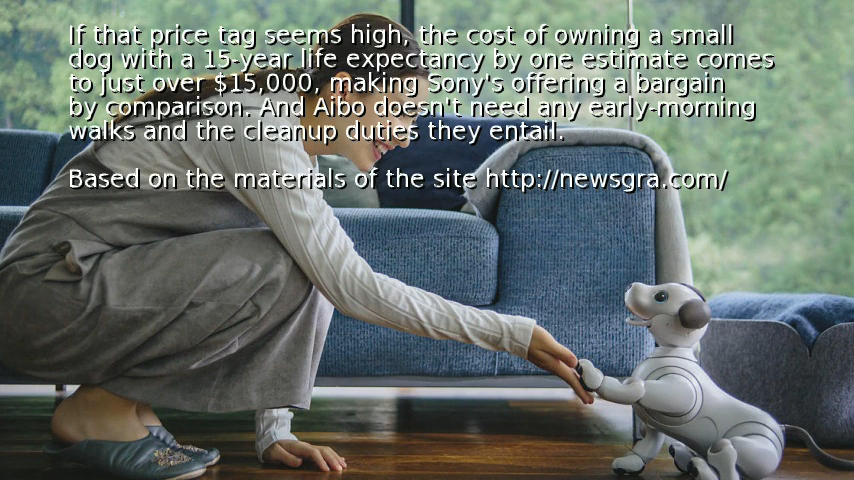 If that price tag seems high, the cost of owning a small
dog with a 15-year life expectancy by one estimate comes
to just over $15,000, making Sony's offering a bargain
by comparison. And Aibo doesn't need any early-morning
walks and the cleanup duties they entail.
Based on the materials of the site http://newsgra.com/